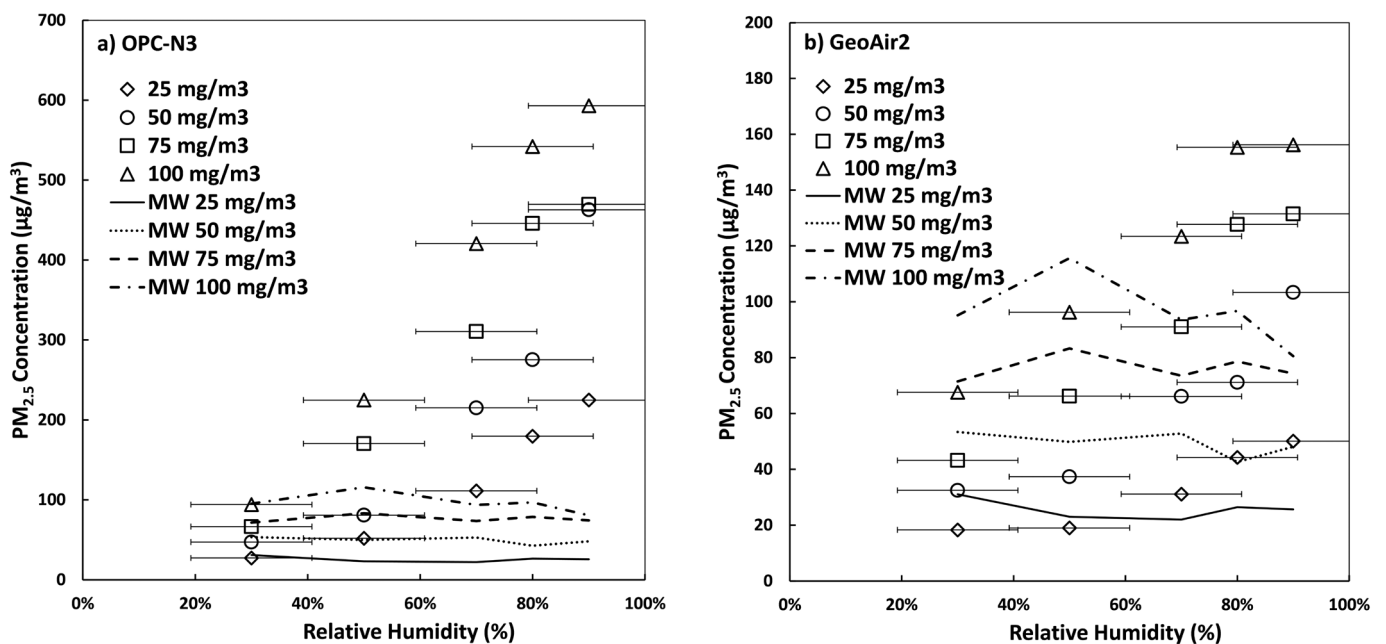 a) OPC-N3
25 mg/m3
50 mg/m3
75 mg/m3
100 mg/m3
MW 25 mg/m3
MW 50 mg/m3
MW 75 mg/m3
MW 100 mg/m3
PM₂.₅ Concentration (µg/m³)
700
600
500
400
300
200
100
0
0% 20% 40% 60% 80% 100%
Relative Humidity (%)
b) GeoAir2
25 mg/m3
50 mg/m3
75 mg/m3
100 mg/m3
MW 25 mg/m3
MW 50 mg/m3
MW 75 mg/m3
MW 100 mg/m3
PM₂.₅ Concentration (µg/m³)
200
180
160
140
120
100
80
60
40
20
0
0% 20% 40% 60% 80% 100%
Relative Humidity (%)